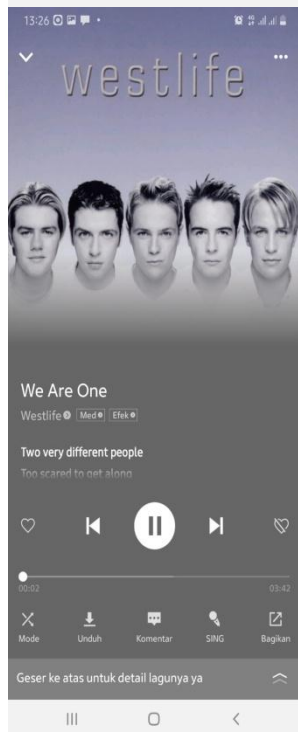 13:26
westlife
We Are One
Westlife Med Efek
Two very different people
Too scared to get along
00:02 03:42
Mode Unduh Komentar SING Bagikan
Geser ke atas untuk detail lagunya ya